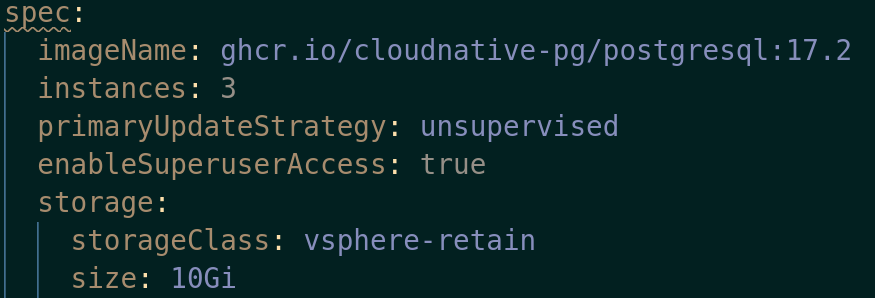 spec:
  imageName: ghcr.io/cloudnative-pg/postgresql:17.2
  instances: 3
  primaryUpdateStrategy: unsupervised
  enableSuperuserAccess: true
  storage:
    storageClass: vsphere-retain
    size: 10Gi